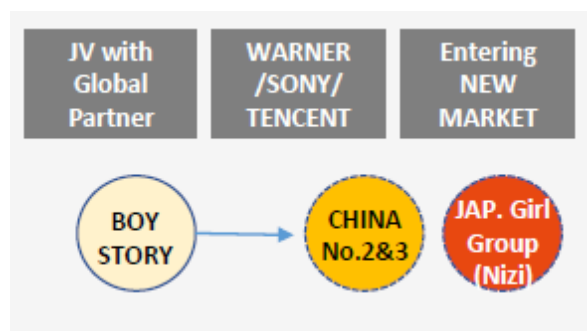 JV with
Global
Partner
WARNER
/SONY/
TENCENT
Entering
NEW
MARKET
BOY
STORY
CHINA
No.2&3
JAP. Girl
Group
(Nizi)